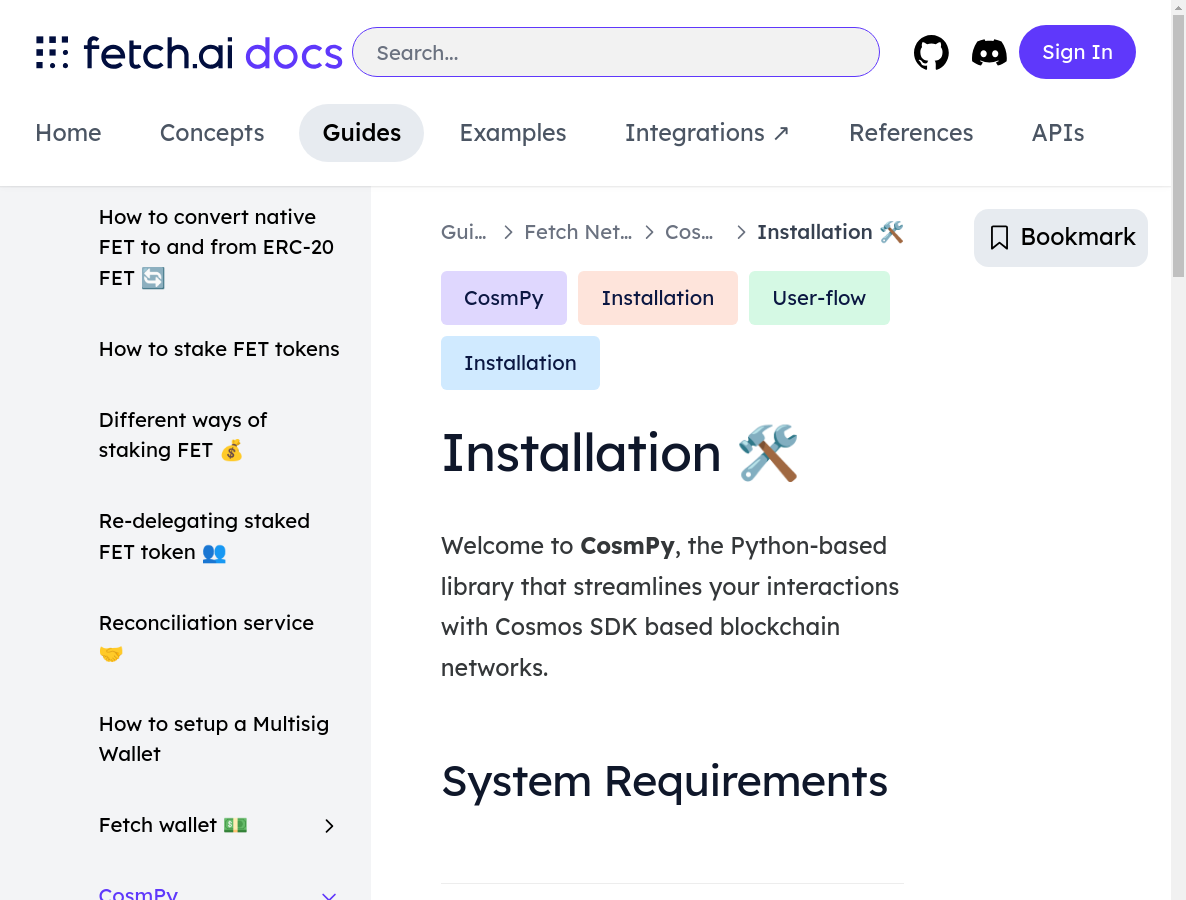 fetch.ai docs
Search...
Sign In
Home
Concepts
Guides
Examples
Integrations ↗
References
APIs
How to convert native
FET to and from ERC-20
FET 🔄
How to stake FET tokens
Different ways of
staking FET 💰
Re-delegating staked
FET token 👥
Reconciliation service
🤝
How to setup a Multisig
Wallet
Fetch wallet 💵
CosmPy
Gui... > Fetch Net... > Cos... > Installation 🛠️
Bookmark
CosmPy
Installation
User-flow
Installation
Installation 🛠️
Welcome to CosmPy, the Python-based
library that streamlines your interactions
with Cosmos SDK based blockchain
networks.
System Requirements